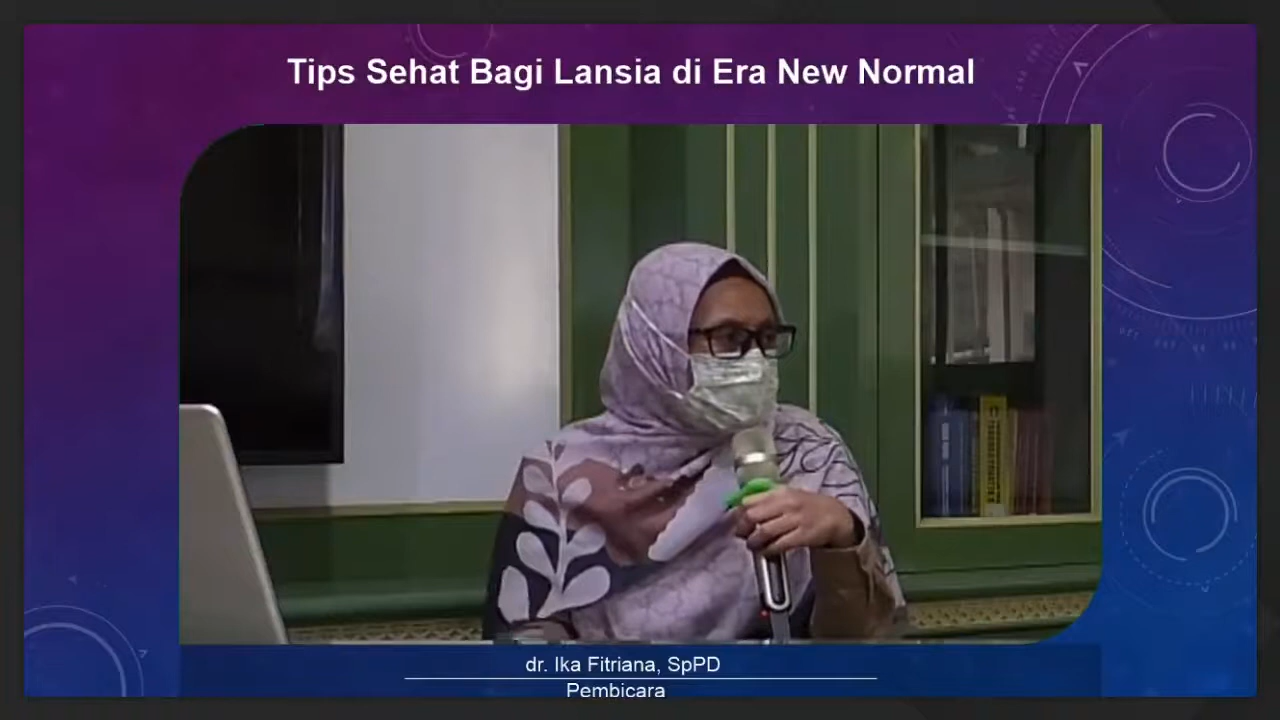 Tips Sehat Bagi Lansia di Era New Normal
dr. Ika Fitriana, SpPD
Pembicara